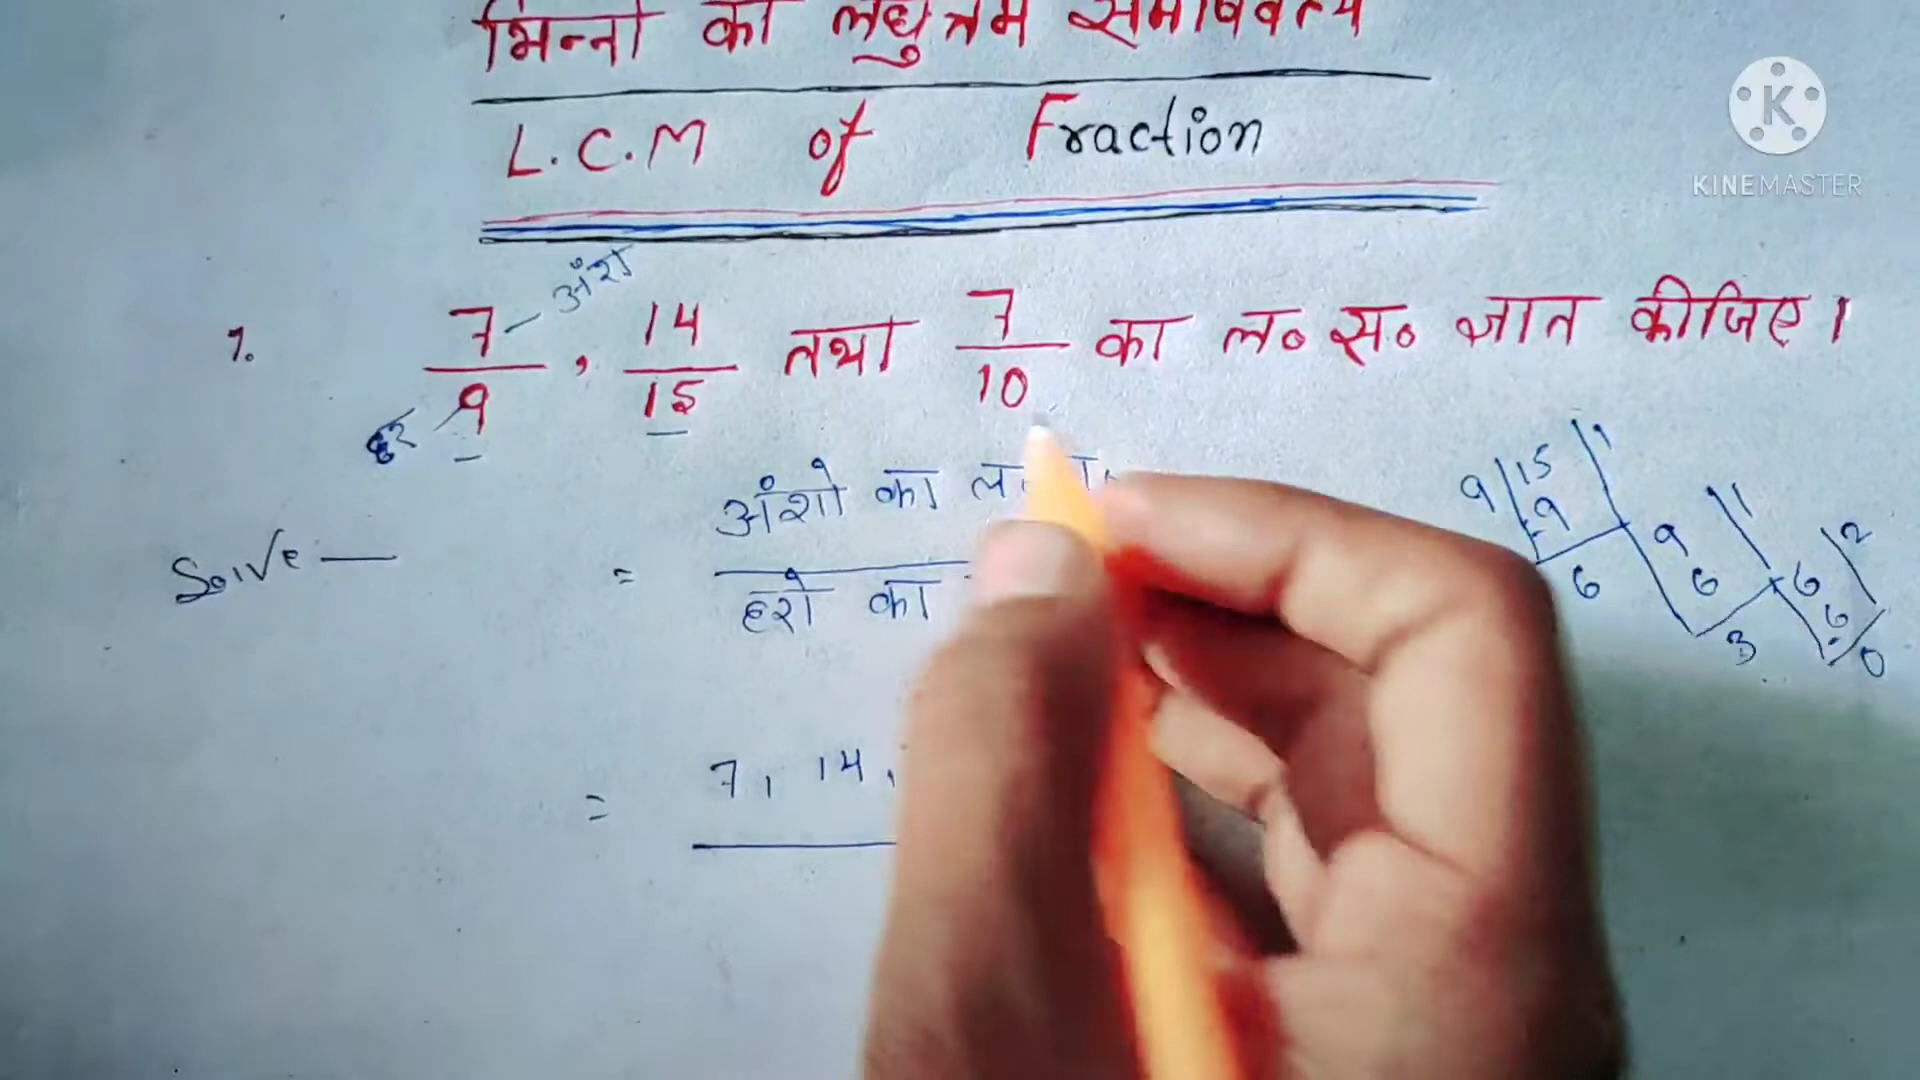 भिन्नो का लघुत्तम समापवर्त्य
L.C.M of Fraction
K
KINEMASTER
अंश
1. 7/9 , 14/15 तथा 7/10 का ल० स० ज्ञात कीजिए।
हर
Solve —
= अंशो का ल
हरो का
9 15 1
9
6 9 1
6
3 6 2
6
0
= 7, 14,